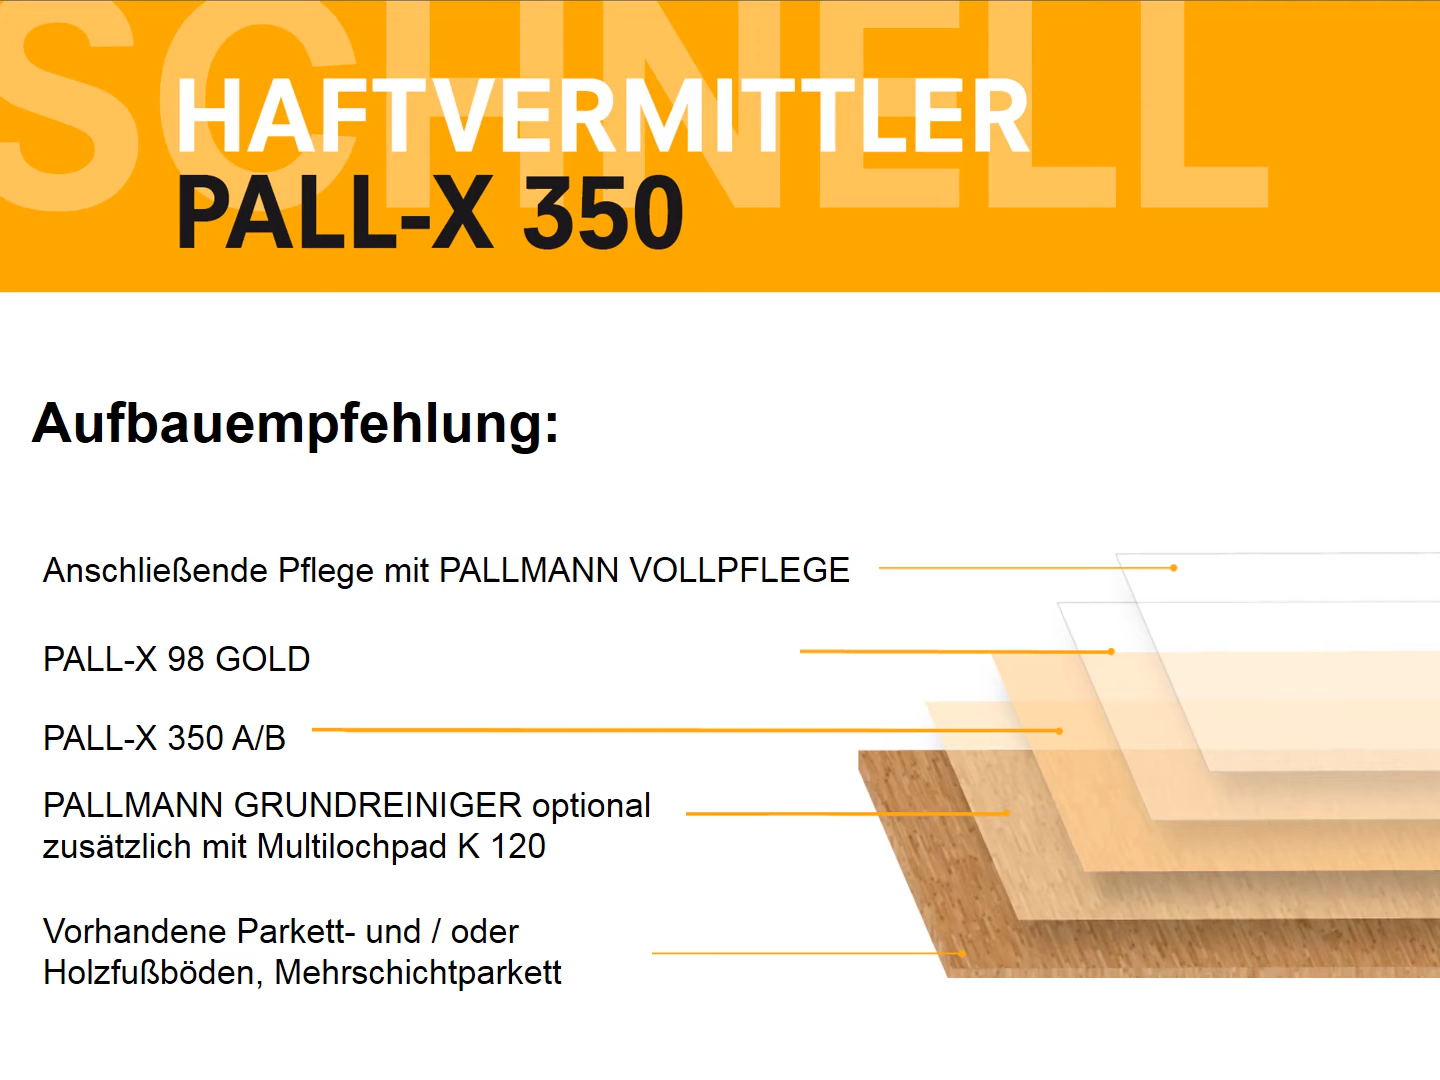 SCHNELL
HAFTVERMITTLER
PALL-X 350
Aufbauempfehlung:
Anschließende Pflege mit PALLMANN VOLLPFLEGE
PALL-X 98 GOLD
PALL-X 350 A/B
PALLMANN GRUNDREINIGER optional
zusätzlich mit Multilochpad K 120
Vorhandene Parkett- und / oder
Holzfußböden, Mehrschichtparkett